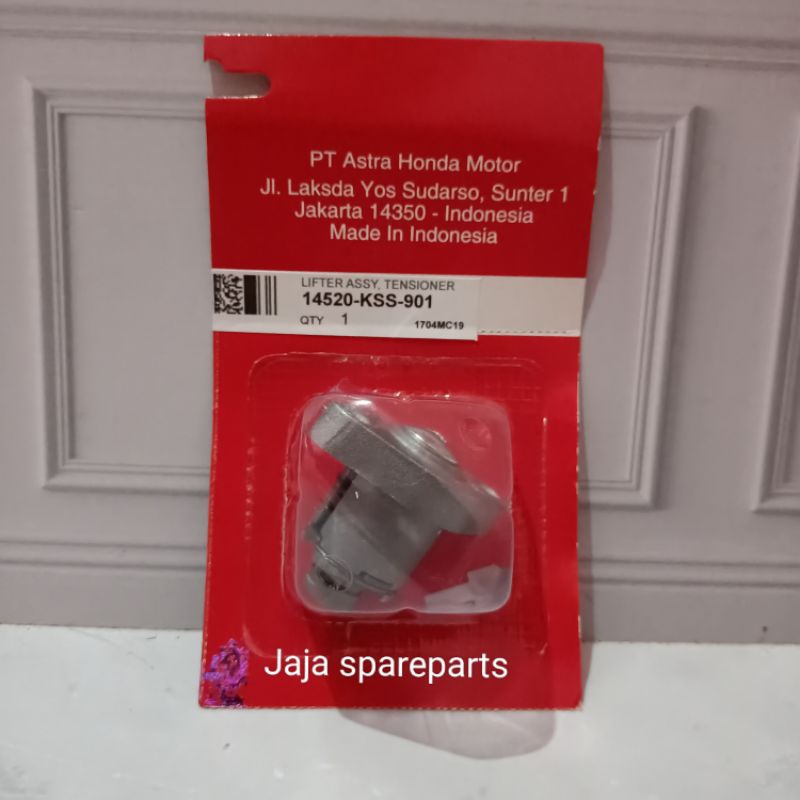 PT Astra Honda Motor
Jl. Laksda Yos Sudarso, Sunter 1
Jakarta 14350 - Indonesia
Made In Indonesia
LIFTER ASSY, TENSIONER
14520-KSS-901
QTY 1
1704MC19
Jaja spareparts